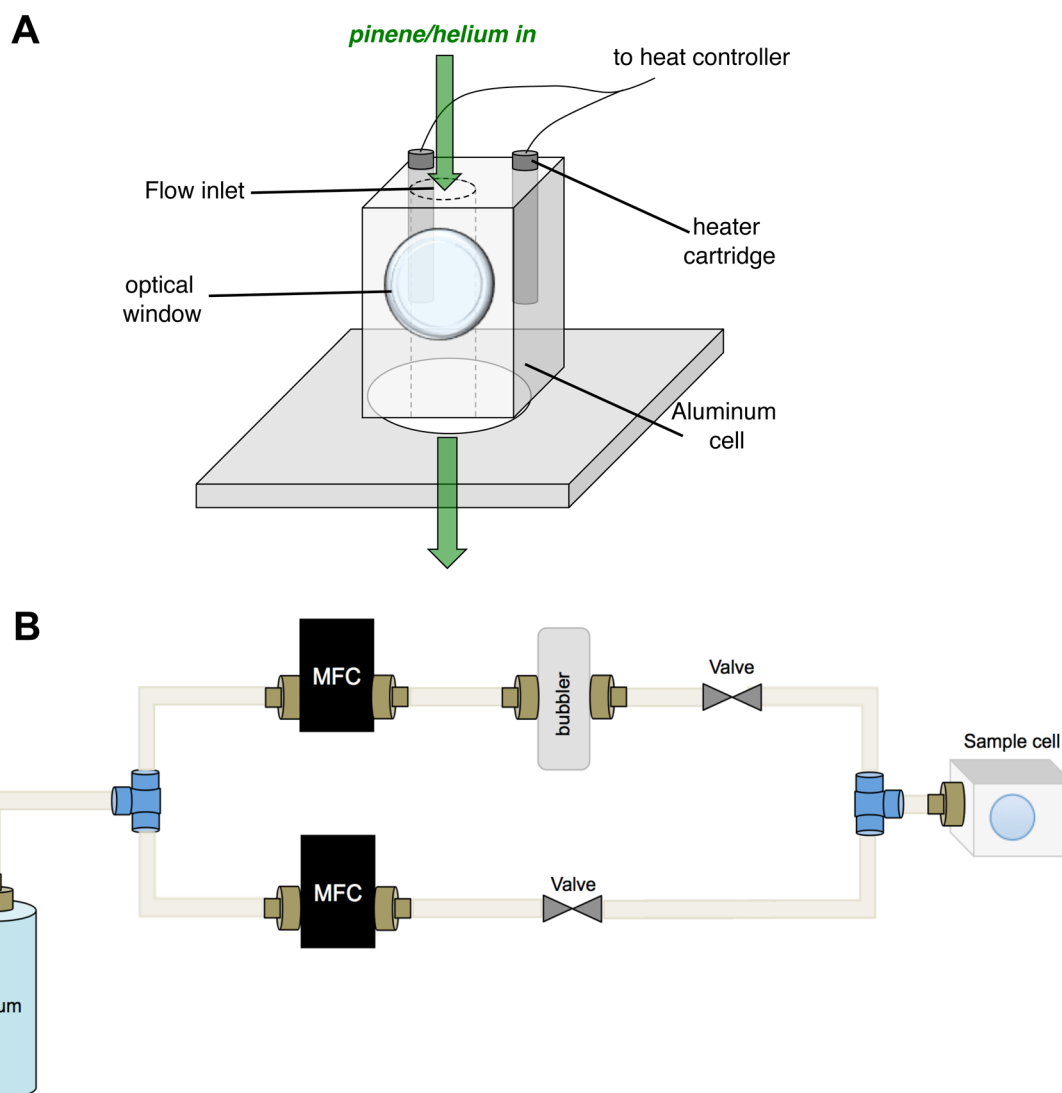 A
pinene/helium in
to heat controller
Flow inlet
heater
cartridge
optical
window
Aluminum
cell
B
MFC
bubbler
Valve
Sample cell
MFC
Valve
um